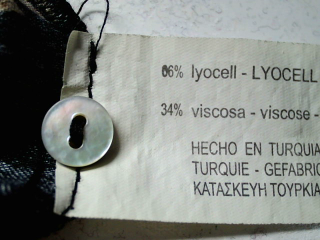 66% lyocell - LYOCELL
34% viscosa - viscose -
HECHO EN TURQUIA
TURQUIE - GEFABRIC
ΚΑΤΑΣΚΕΥΗ ΤΟΥΡΚΙΑ